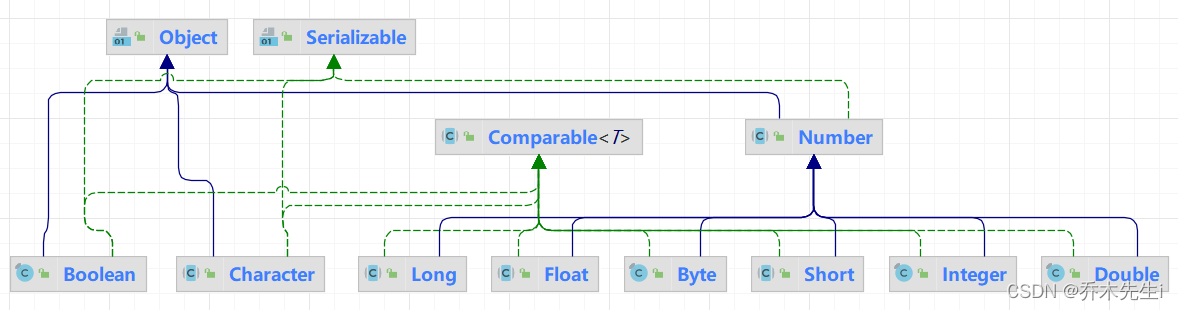 Object
Serializable
Comparable<T>
Number
Boolean
Character
Long
Float
Byte
Short
Integer
Double
CSDN @乔木先生i